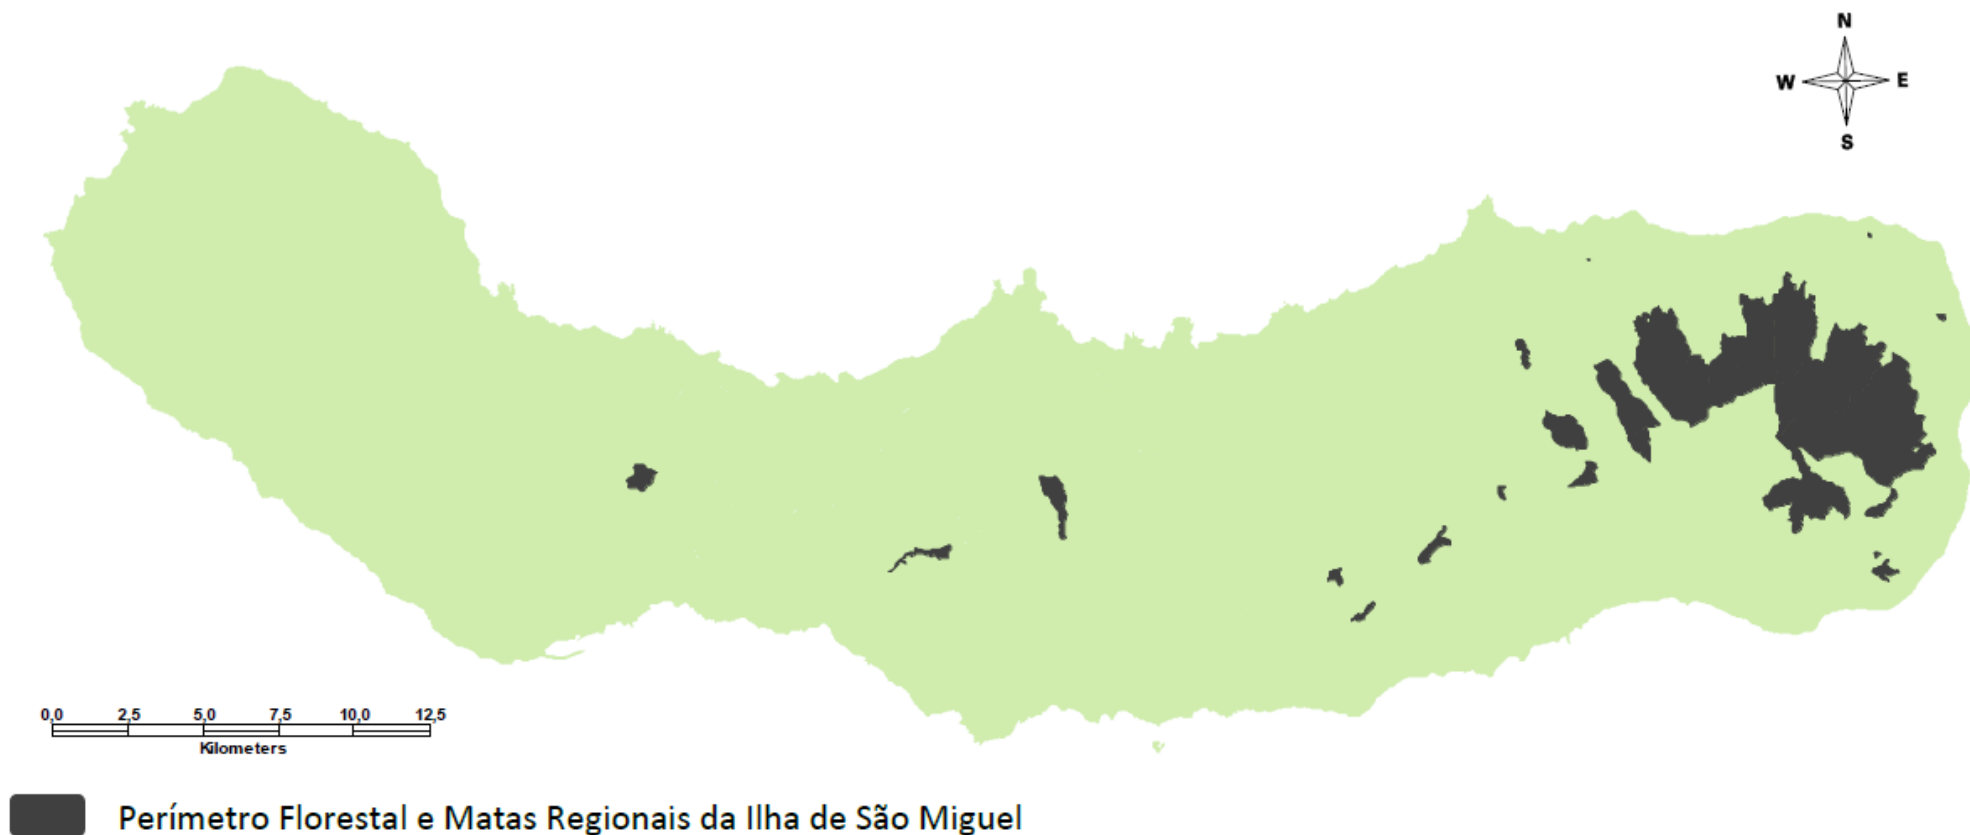 N
W E
S
0,0 2,5 5,0 7,5 10,0 12,5
Kilometers
Perímetro Florestal e Matas Regionais da Ilha de São Miguel